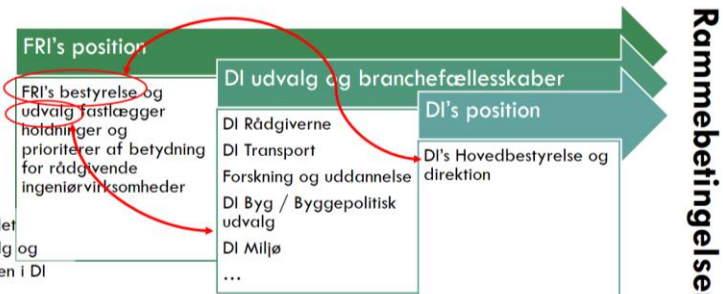 FRI's position
FRI's bestyrelse og
udvalg fastlægger
holdninger og
prioriterer af betydning
for rådgivende
ingeniørvirksomheder
DI udvalg og branchefællesskaber
DI Rådgiverne
DI Transport
Forskning og uddannelse
DI Byg / Byggepolitisk
udvalg
DI Miljø
...
DI's position
DI's Hovedbestyrelse og
direktion
Rammebetingelser
let
lg og
en i DI